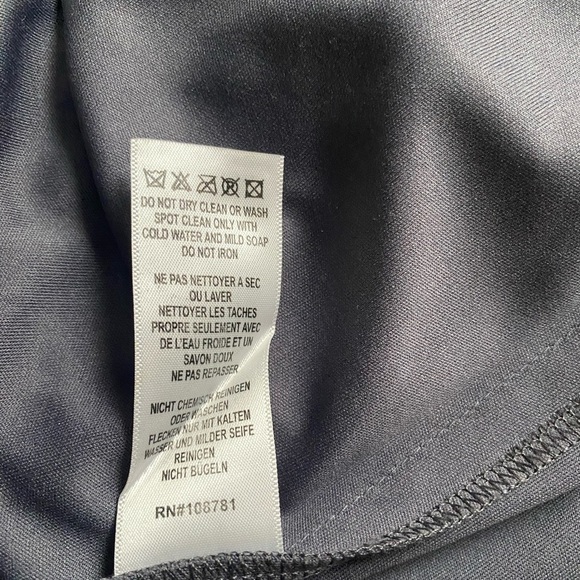 DO NOT DRY CLEAN OR WASH
SPOT CLEAN ONLY WITH
COLD WATER AND MILD SOAP
DO NOT IRON
NE PAS NETTOYER A SEC
OU LAVER
NETTOYER LES TACHES
PROPRE SEULEMENT AVEC
DE L'EAU FROIDE ET UN
SAVON DOUX
NE PAS REPASSER
NICHT CHEMISCH REINIGEN
ODER WASCHEN
FLECKEN NUR MIT KALTEM
WASSER UND MILDER SEIFE
REINIGEN
NICHT BÜGELN
RN#108781